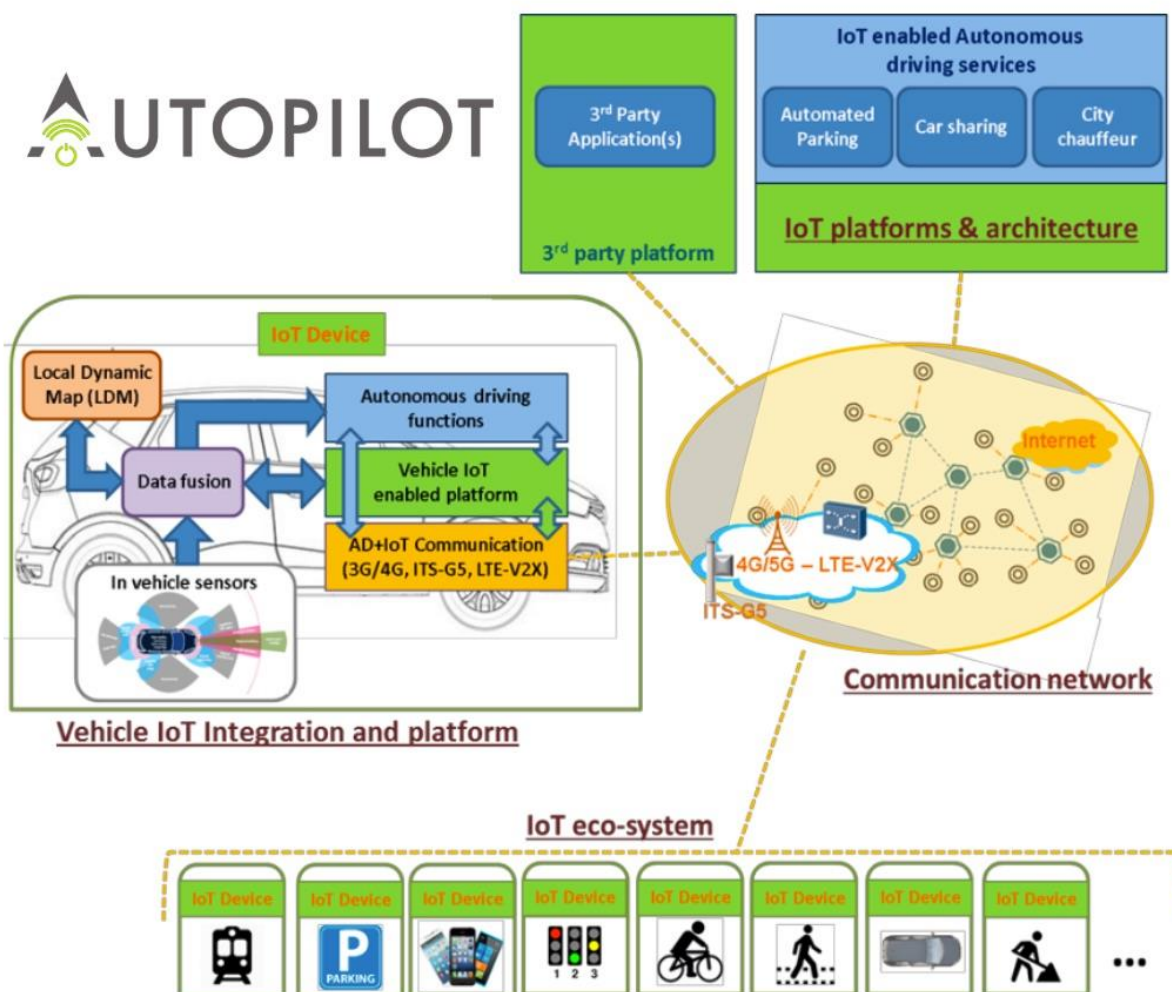 AUTOPILOT
3rd Party
Application(s)
3rd party platform
IoT enabled Autonomous
driving services
Automated
Parking
Car sharing
City
chauffeur
IoT platforms & architecture
IoT Device
Local Dynamic
Map (LDM)
Data fusion
Autonomous driving
functions
Vehicle IoT
enabled platform
AD+IoT Communication
(3G/4G, ITS-G5, LTE-V2X)
In vehicle sensors
Vehicle IoT Integration and platform
Internet
4G/5G – LTE-V2X
ITS-G5
Communication network
IoT eco-system
IoT Device
IoT Device
IoT Device
IoT Device
IoT Device
IoT Device
IoT Device
IoT Device
P
PARKING
1 2 3
...